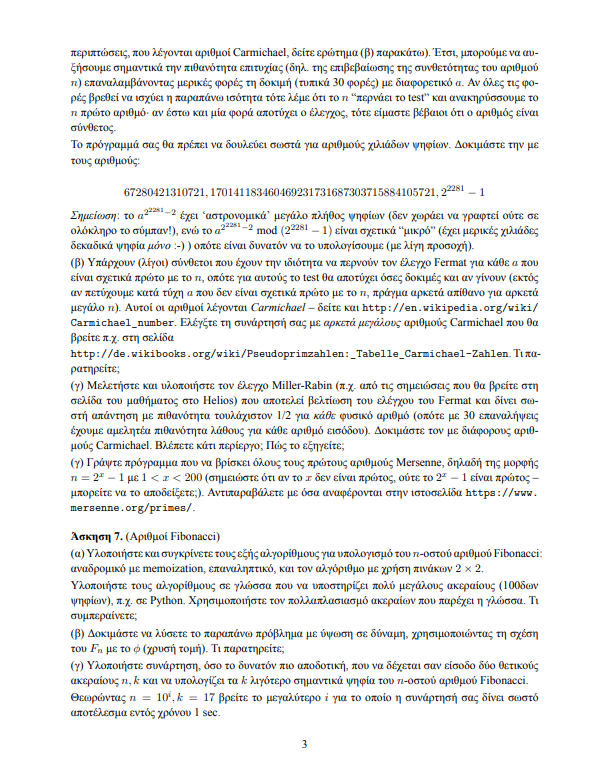 περιπτώσεις, που λέγονται αριθμοί Carmichael, δείτε ερώτημα (β) παρακάτω). Έτσι, μπορούμε να αυ-
ξήσουμε σημαντικά την πιθανότητα επιτυχίας (δηλ. της επιβεβαίωσης της συνθετότητας του αριθμού
n) επαναλαμβάνοντας μερικές φορές τη δοκιμή (τυπικά 30 φορές) με διαφορετικό a. Αν όλες τις φο-
ρές βρεθεί να ισχύει η παραπάνω ισότητα τότε λέμε ότι το n “περνάει το test” και ανακηρύσσουμε το
n πρώτο αριθμό· αν έστω και μία φορά αποτύχει ο έλεγχος, τότε είμαστε βέβαιοι ότι ο αριθμός είναι
σύνθετος.
Το πρόγραμμά σας θα πρέπει να δουλεύει σωστά για αριθμούς χιλιάδων ψηφίων. Δοκιμάστε την με
τους αριθμούς:
67280421310721, 170141183460469231731687303715884105721, 2^2281 − 1
Σημείωση: το a^2^2281−2 έχει ‘αστρονομικά’ μεγάλο πλήθος ψηφίων (δεν χωράει να γραφτεί ούτε σε
ολόκληρο το σύμπαν!), ενώ το a^2^2281−2 mod (2^2281 − 1) είναι σχετικά “μικρό” (έχει μερικές χιλιάδες
δεκαδικά ψηφία μόνο :-) ) οπότε είναι δυνατόν να το υπολογίσουμε (με λίγη προσοχή).
(β) Υπάρχουν (λίγοι) σύνθετοι που έχουν την ιδιότητα να περνούν τον έλεγχο Fermat για κάθε a που
είναι σχετικά πρώτο με το n, οπότε για αυτούς το test θα αποτύχει όσες δοκιμές και αν γίνουν (εκτός
αν πετύχουμε κατά τύχη a που δεν είναι σχετικά πρώτο με το n, πράγμα αρκετά απίθανο για αρκετά
μεγάλο n). Αυτοί οι αριθμοί λέγονται Carmichael – δείτε και http://en.wikipedia.org/wiki/
Carmichael_number. Ελέγξτε τη συνάρτησή σας με αρκετά μεγάλους αριθμούς Carmichael που θα
βρείτε π.χ. στη σελίδα
http://de.wikibooks.org/wiki/Pseudoprimzahlen:_Tabelle_Carmichael-Zahlen. Τι πα-
ρατηρείτε;
(γ) Μελετήστε και υλοποιήστε τον έλεγχο Miller-Rabin (π.χ. από τις σημειώσεις που θα βρείτε στη
σελίδα του μαθήματος στο Helios) που αποτελεί βελτίωση του ελέγχου του Fermat και δίνει σω-
στή απάντηση με πιθανότητα τουλάχιστον 1/2 για κάθε φυσικό αριθμό (οπότε με 30 επαναλήψεις
έχουμε αμελητέα πιθανότητα λάθους για κάθε αριθμό εισόδου). Δοκιμάστε τον με διάφορους αριθ-
μούς Carmichael. Βλέπετε κάτι περίεργο; Πώς το εξηγείτε;
(γ) Γράψτε πρόγραμμα που να βρίσκει όλους τους πρώτους αριθμούς Mersenne, δηλαδή της μορφής
n = 2^x − 1 με 1 < x < 200 (σημειώστε ότι αν το x δεν είναι πρώτος, ούτε το 2^x − 1 είναι πρώτος –
μπορείτε να το αποδείξετε;). Αντιπαραβάλετε με όσα αναφέρονται στην ιστοσελίδα https://www.
mersenne.org/primes/.
Άσκηση 7. (Αριθμοί Fibonacci)
(α) Υλοποιήστε και συγκρίνετε τους εξής αλγορίθμους για υπολογισμό του n-οστού αριθμού Fibonacci:
αναδρομικό με memoization, επαναληπτικό, και τον αλγόριθμο με χρήση πινάκων 2 × 2.
Υλοποιήστε τους αλγορίθμους σε γλώσσα που να υποστηρίζει πολύ μεγάλους ακεραίους (100δων
ψηφίων), π.χ. σε Python. Χρησιμοποιήστε τον πολλαπλασιασμό ακεραίων που παρέχει η γλώσσα. Τι
συμπεραίνετε;
(β) Δοκιμάστε να λύσετε το παραπάνω πρόβλημα με ύψωση σε δύναμη, χρησιμοποιώντας τη σχέση
του F_n με το ϕ (χρυσή τομή). Τι παρατηρείτε;
(γ) Υλοποιήστε συνάρτηση, όσο το δυνατόν πιο αποδοτική, που να δέχεται σαν είσοδο δύο θετικούς
ακεραίους n, k και να υπολογίζει τα k λιγότερο σημαντικά ψηφία του n-οστού αριθμού Fibonacci.
Θεωρώντας n = 10^i, k = 17 βρείτε το μεγαλύτερο i για το οποίο η συνάρτησή σας δίνει σωστό
αποτέλεσμα εντός χρόνου 1 sec.
3